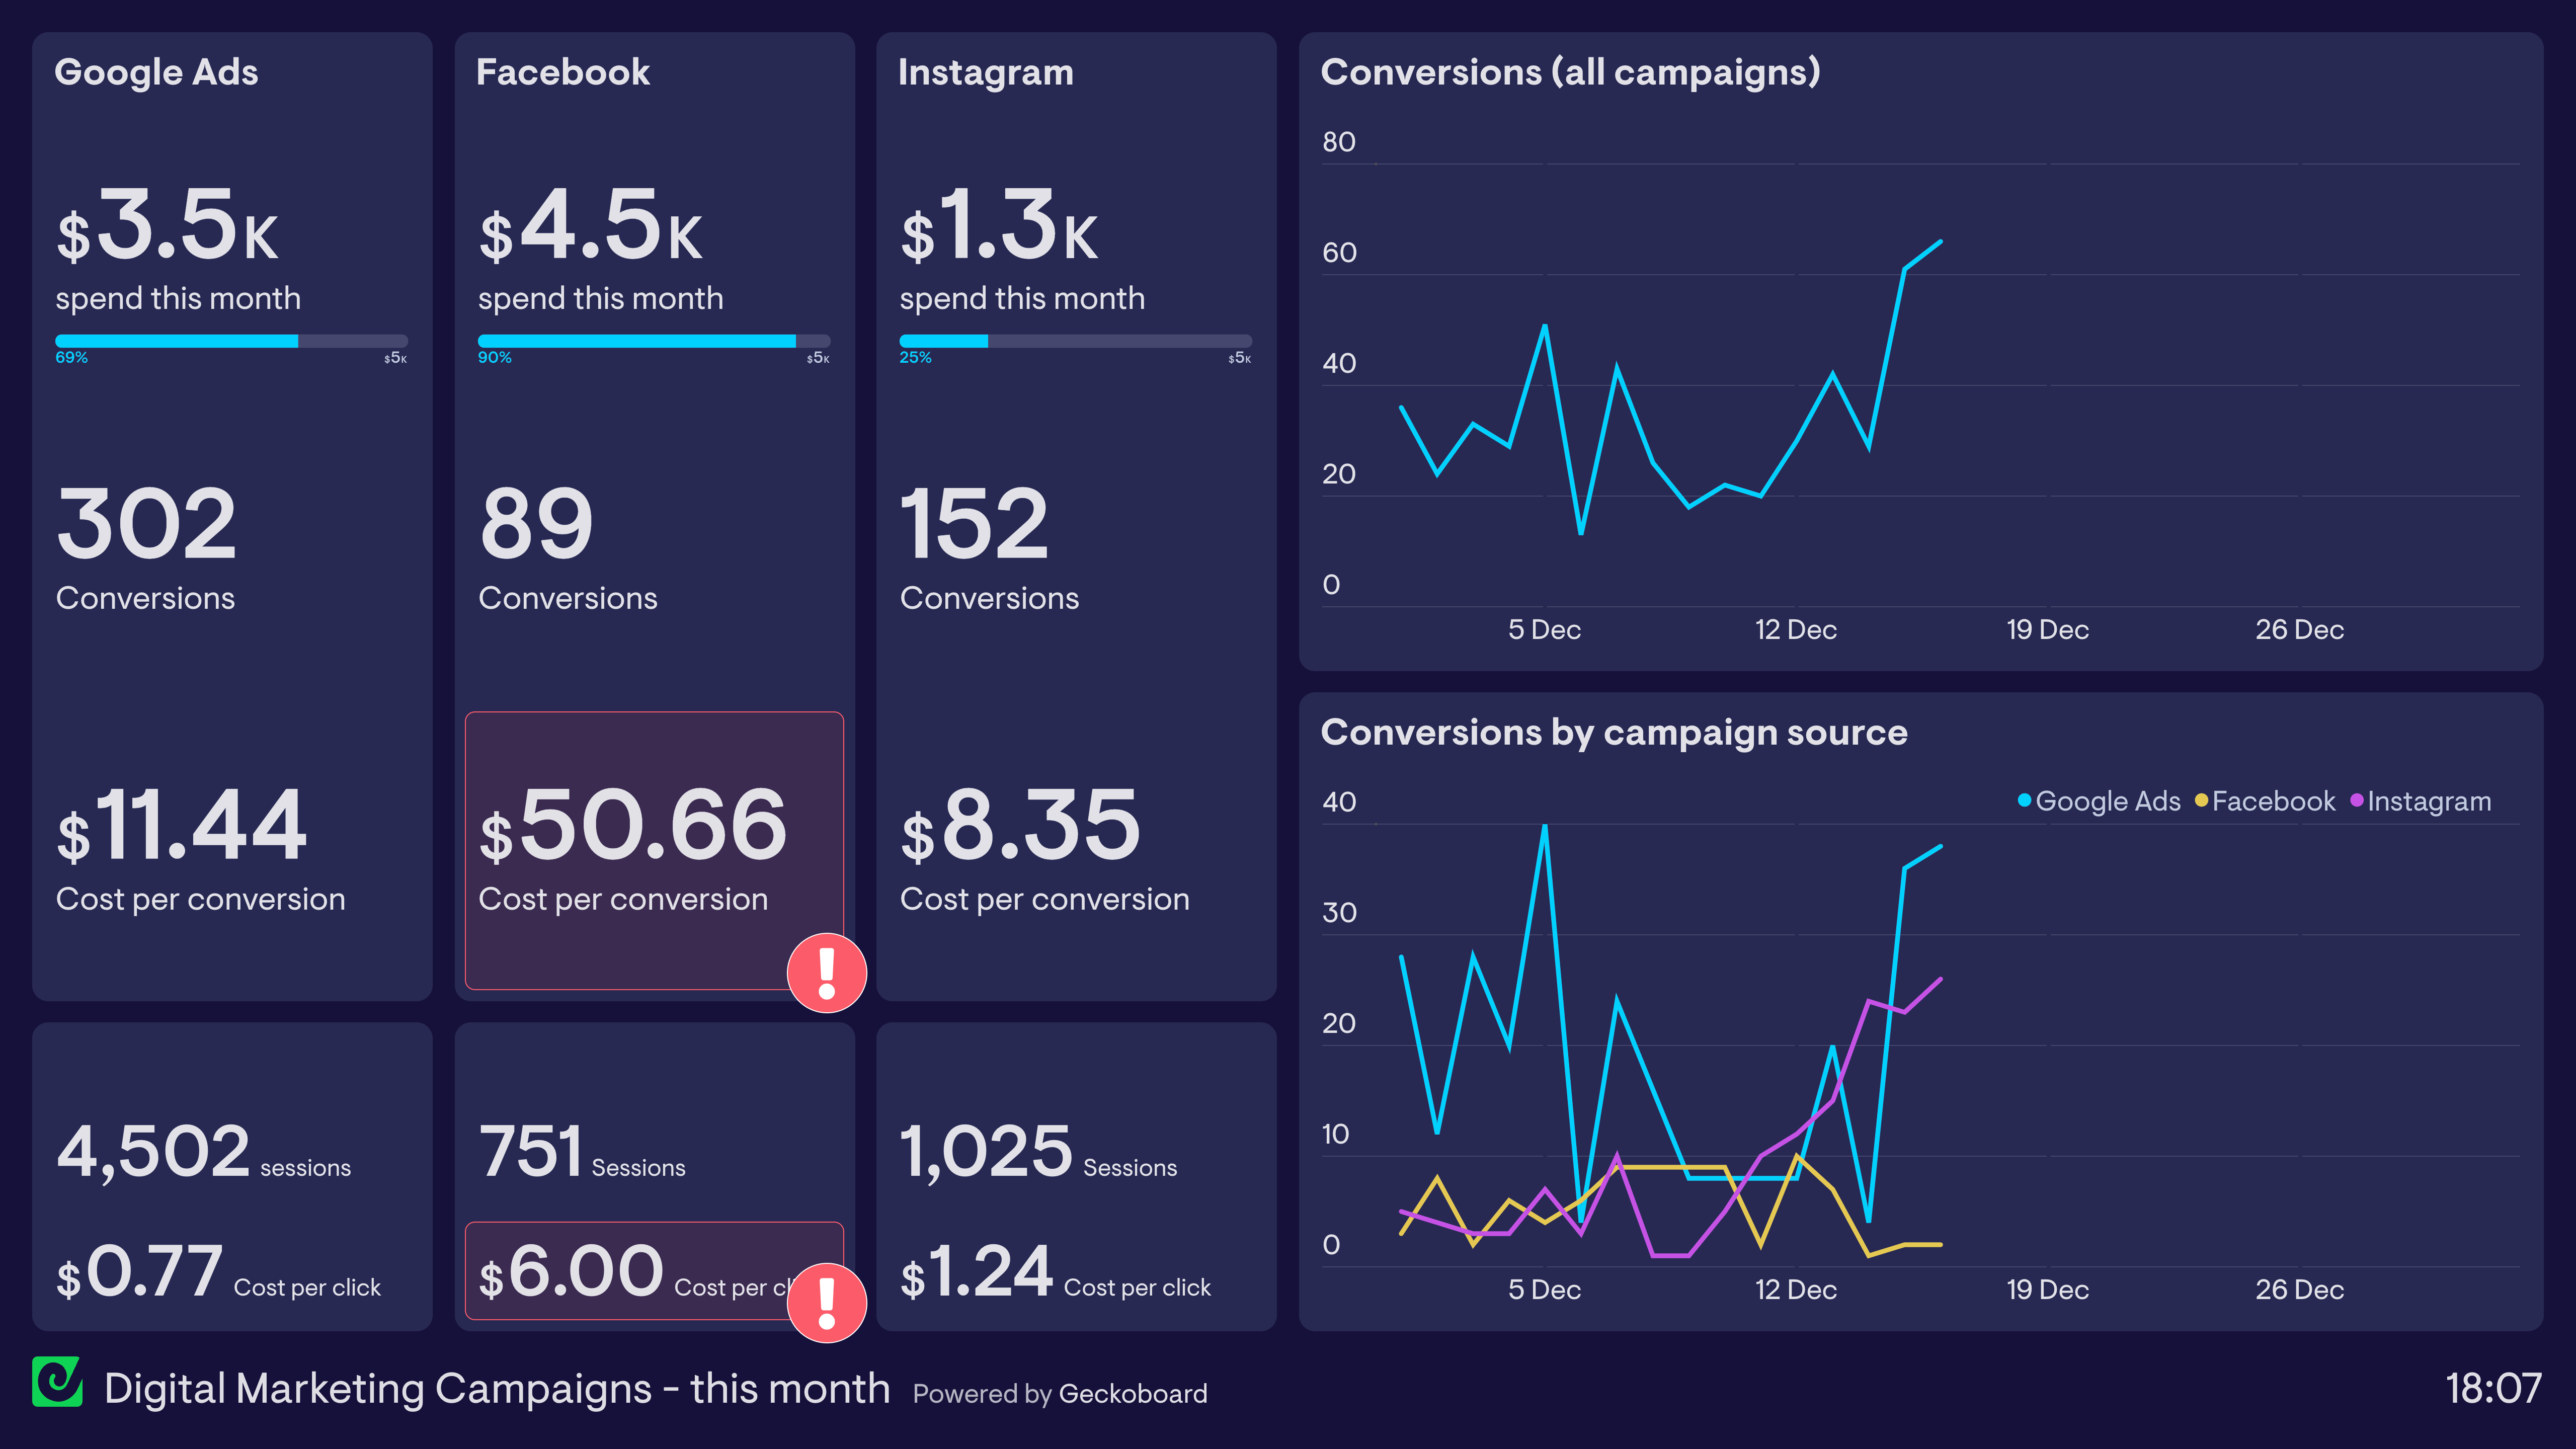 Google Ads
$3.5K
spend this month
69% $5K
302
Conversions
$11.44
Cost per conversion
4,502 sessions
$0.77 Cost per click
Facebook
$4.5K
spend this month
90% $5K
89
Conversions
$50.66
Cost per conversion
!
751 Sessions
$6.00 Cost per cl
!
Instagram
$1.3K
spend this month
25% $5K
152
Conversions
$8.35
Cost per conversion
1,025 Sessions
$1.24 Cost per click
Conversions (all campaigns)
80
60
40
20
0
5 Dec 12 Dec 19 Dec 26 Dec
Conversions by campaign source
Google Ads Facebook Instagram
40
30
20
10
0
5 Dec 12 Dec 19 Dec 26 Dec
Digital Marketing Campaigns - this month Powered by Geckoboard
18:07